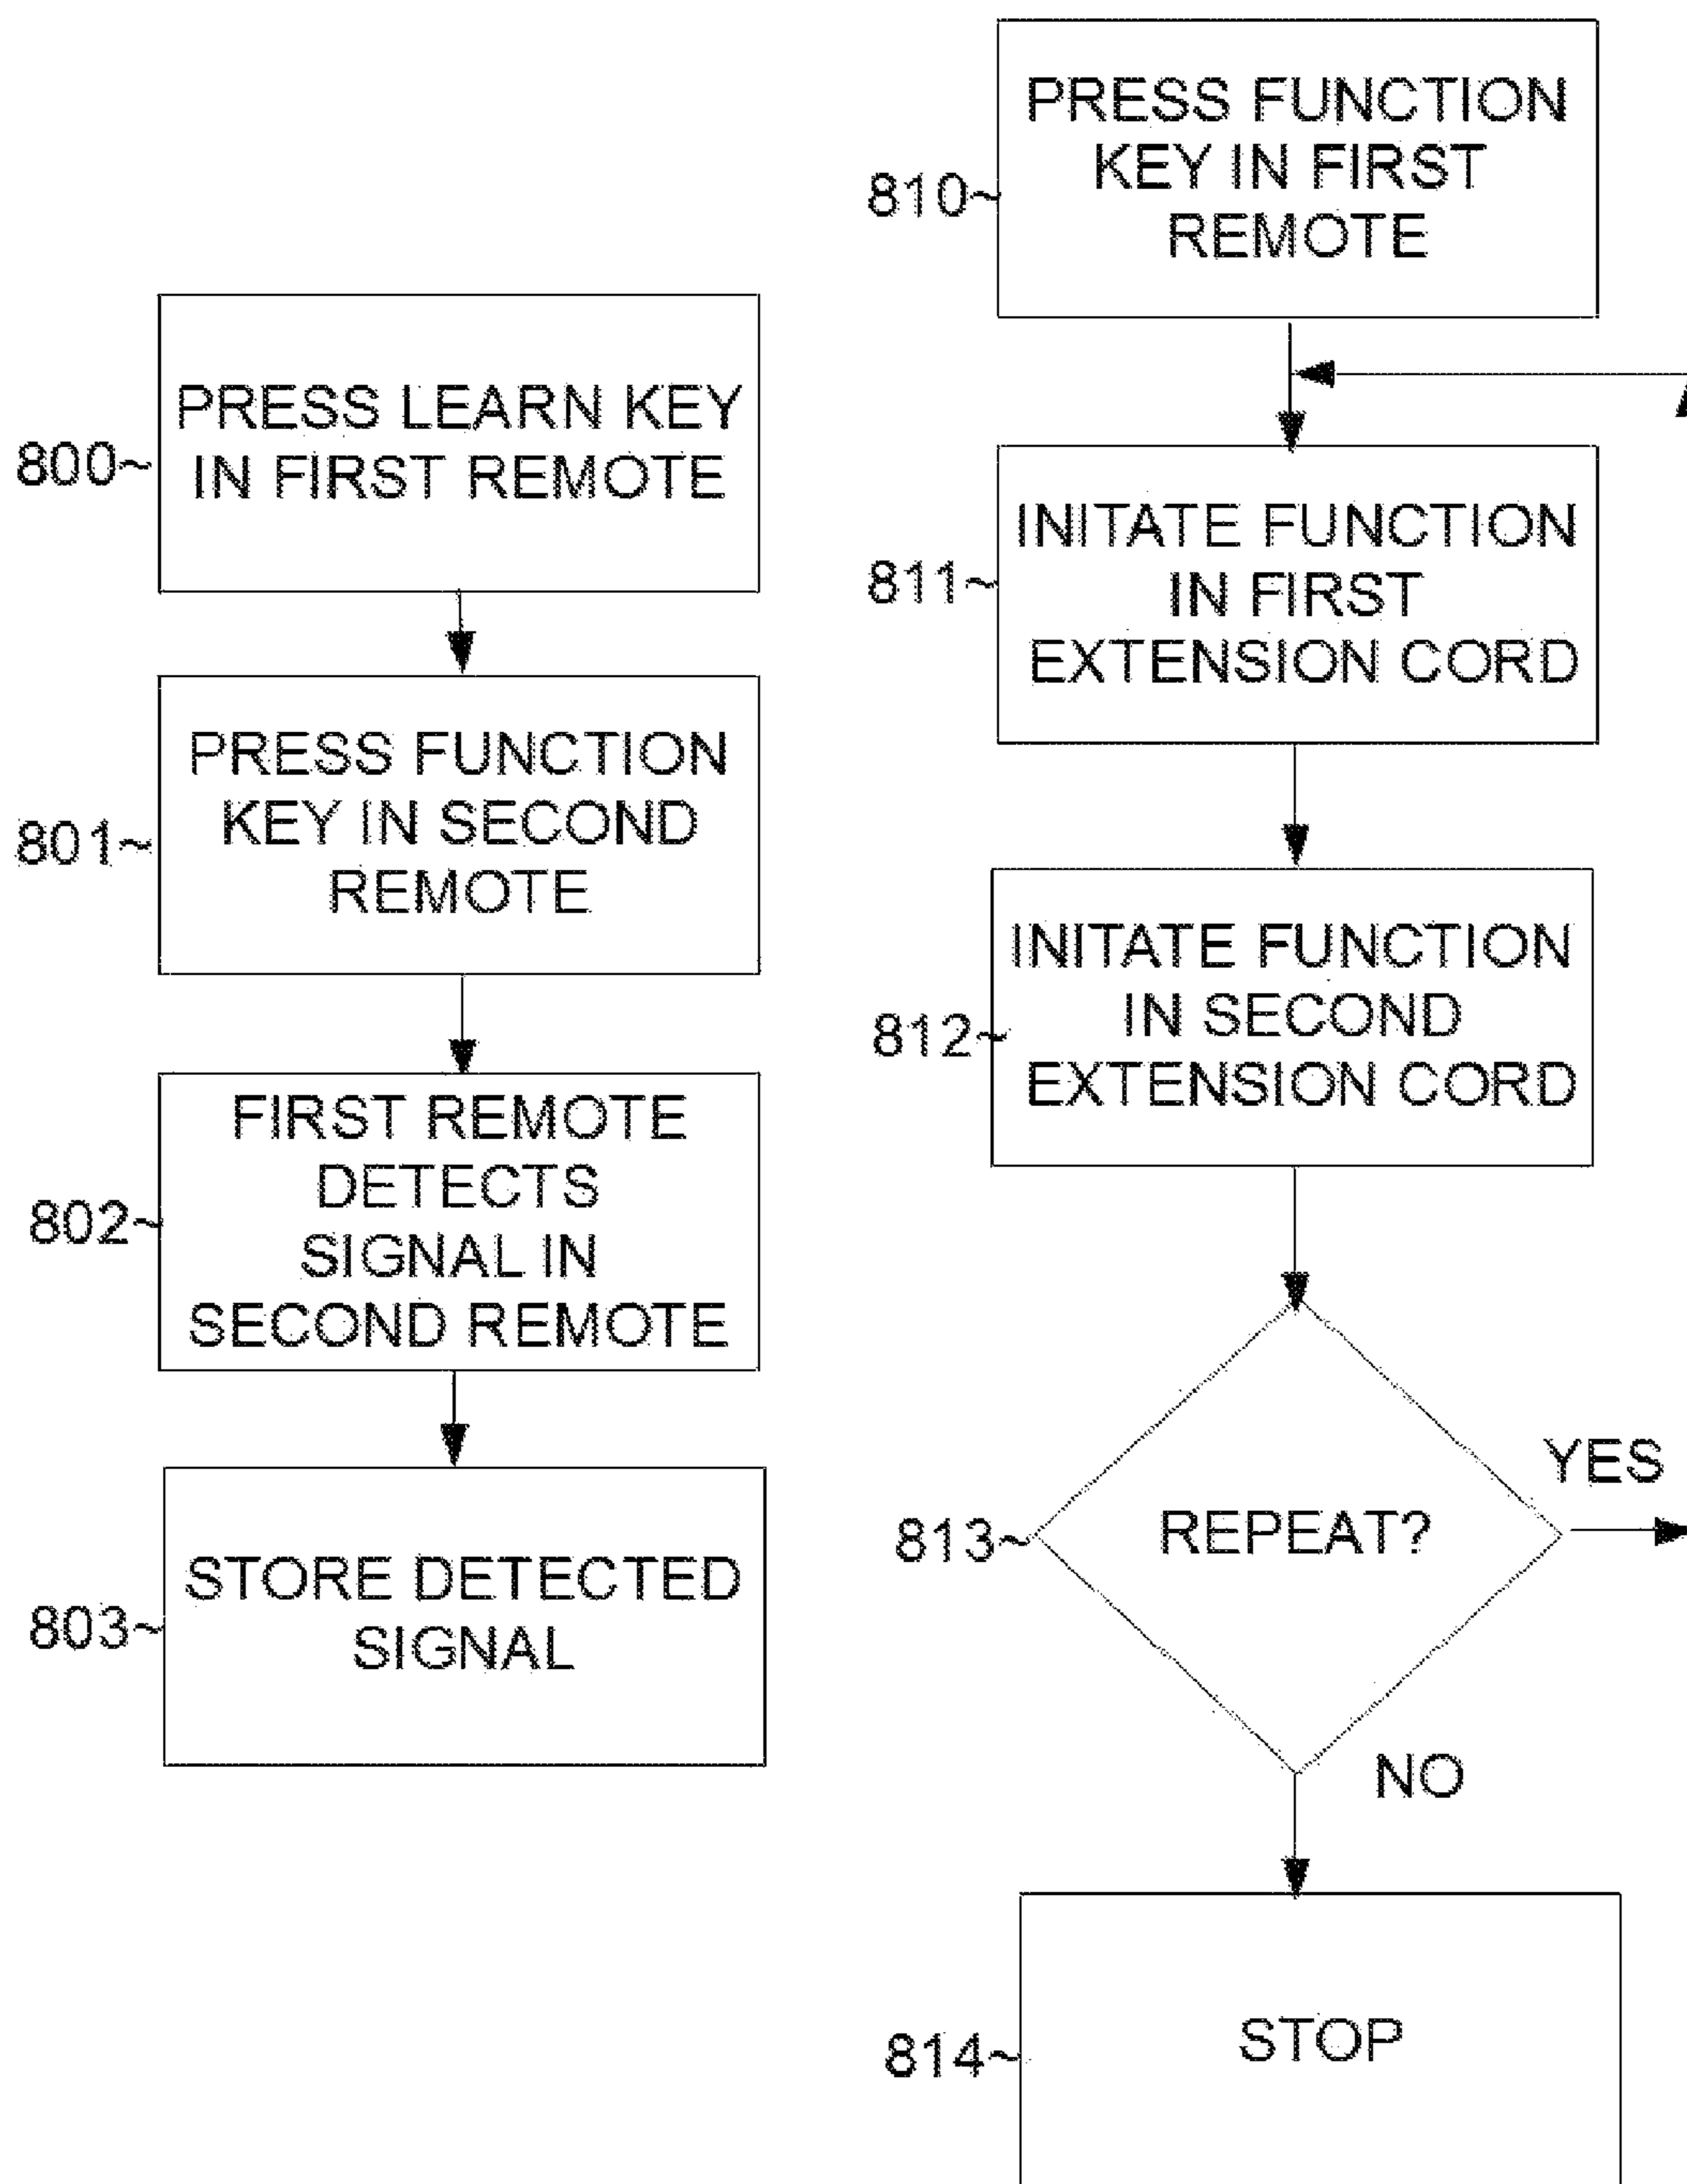 PRESS LEARN KEY
IN FIRST REMOTE
800~
PRESS FUNCTION
KEY IN SECOND
REMOTE
801~
FIRST REMOTE
DETECTS
SIGNAL IN
SECOND REMOTE
802~
STORE DETECTED
SIGNAL
803~
PRESS FUNCTION
KEY IN FIRST
REMOTE
810~
INITATE FUNCTION
IN FIRST
EXTENSION CORD
811~
INITATE FUNCTION
IN SECOND
EXTENSION CORD
812~
REPEAT?
813~
YES
NO
STOP
814~